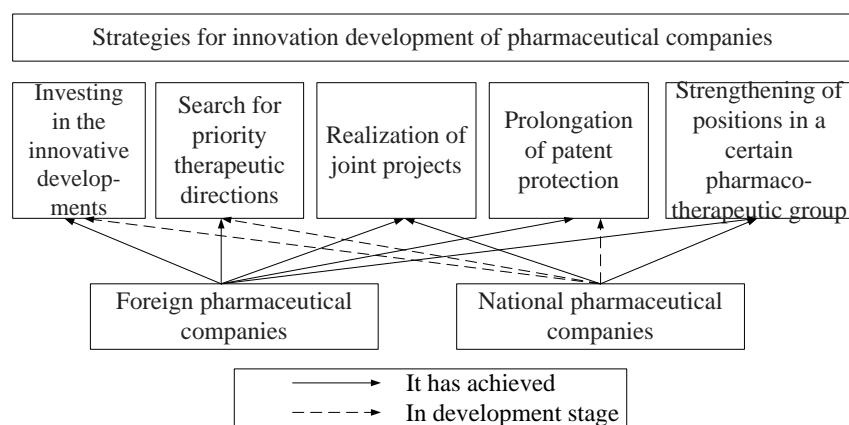 Strategies for innovation development of pharmaceutical companies
Investing
in the
innovative
develop-
ments
Search for
priority
therapeutic
directions
Realization of
joint projects
Prolongation
of patent
protection
Strengthening of
positions in a
certain
pharmaco-
therapeutic group
Foreign pharmaceutical
companies
National pharmaceutical
companies
It has achieved
In development stage